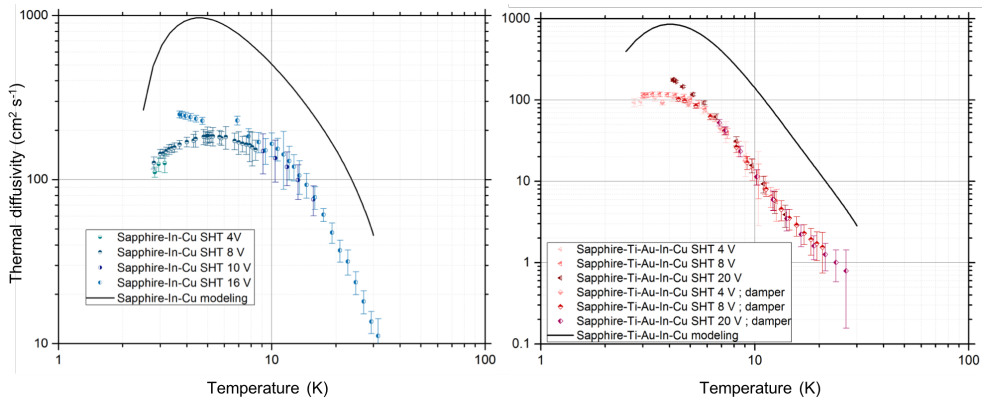 Thermal diffusivity (cm² s⁻¹)
1000
100
10
Sapphire-In-Cu SHT 4V
Sapphire-In-Cu SHT 8 V
Sapphire-In-Cu SHT 10 V
Sapphire-In-Cu SHT 16 V
Sapphire-In-Cu modeling
1 10 100
Temperature (K)
1000
100
10
1
0.1
Sapphire-Ti-Au-In-Cu SHT 4 V
Sapphire-Ti-Au-In-Cu SHT 8 V
Sapphire-Ti-Au-In-Cu SHT 20 V
Sapphire-Ti-Au-In-Cu SHT 4 V ; damper
Sapphire-Ti-Au-In-Cu SHT 8 V ; damper
Sapphire-Ti-Au-In-Cu SHT 20 V ; damper
Sapphire-Ti-Au-In-Cu modeling
1 10 100
Temperature (K)